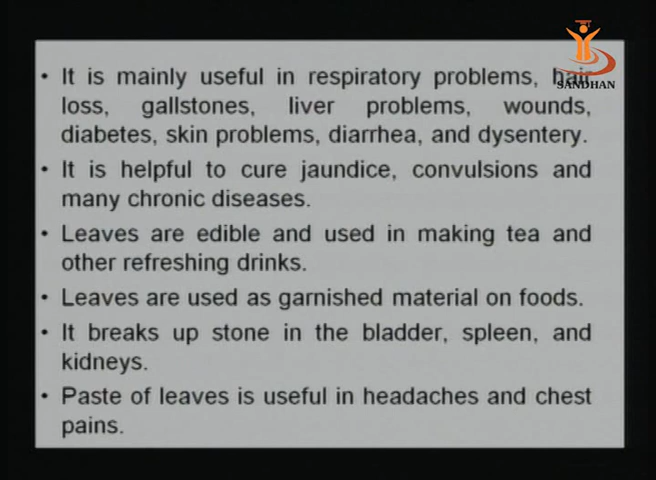 • It is mainly useful in respiratory problems, hair
loss, gallstones, liver problems, wounds,
diabetes, skin problems, diarrhea, and dysentery.
• It is helpful to cure jaundice, convulsions and
many chronic diseases.
• Leaves are edible and used in making tea and
other refreshing drinks.
• Leaves are used as garnished material on foods.
• It breaks up stone in the bladder, spleen, and
kidneys.
• Paste of leaves is useful in headaches and chest
pains.
SANDHAN